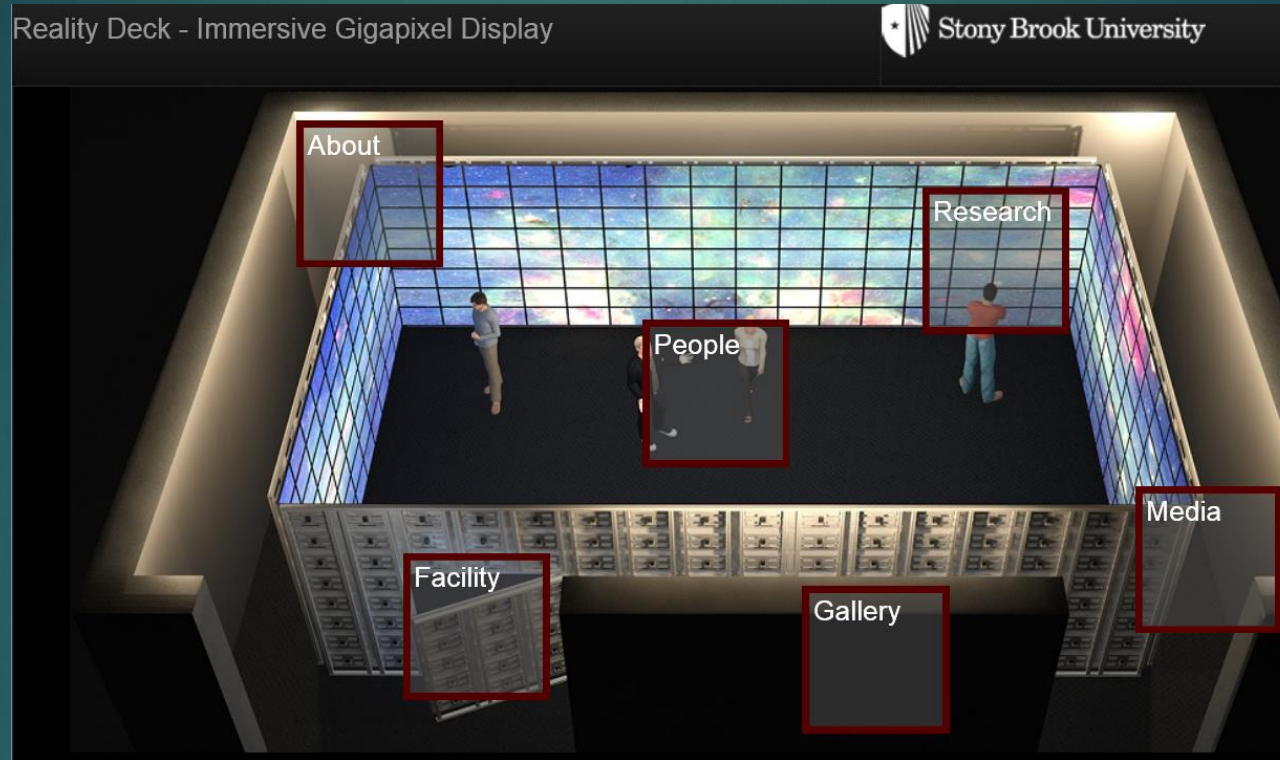 Reality Deck - Immersive Gigapixel Display
Stony Brook University
About
Research
People
Media
Facility
Gallery